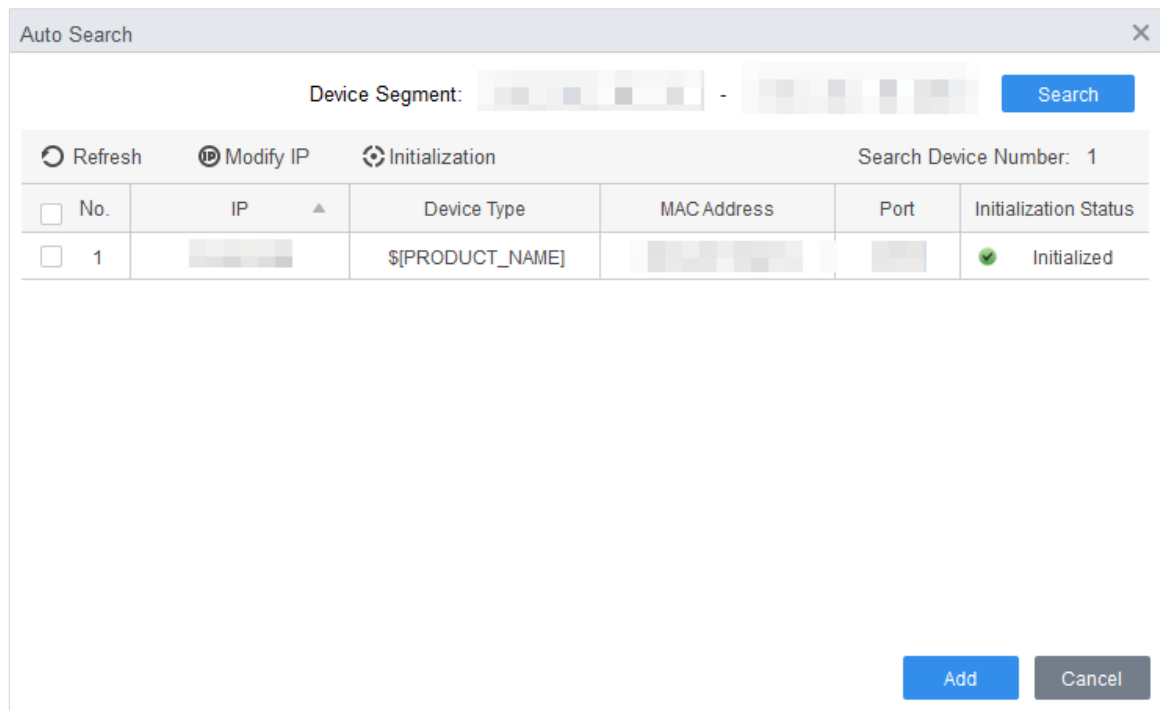 Auto Search
Device Segment: - Search
Refresh Modify IP Initialization Search Device Number: 1
No. IP Device Type MAC Address Port Initialization Status
1 $[PRODUCT_NAME] Initialized
Add Cancel